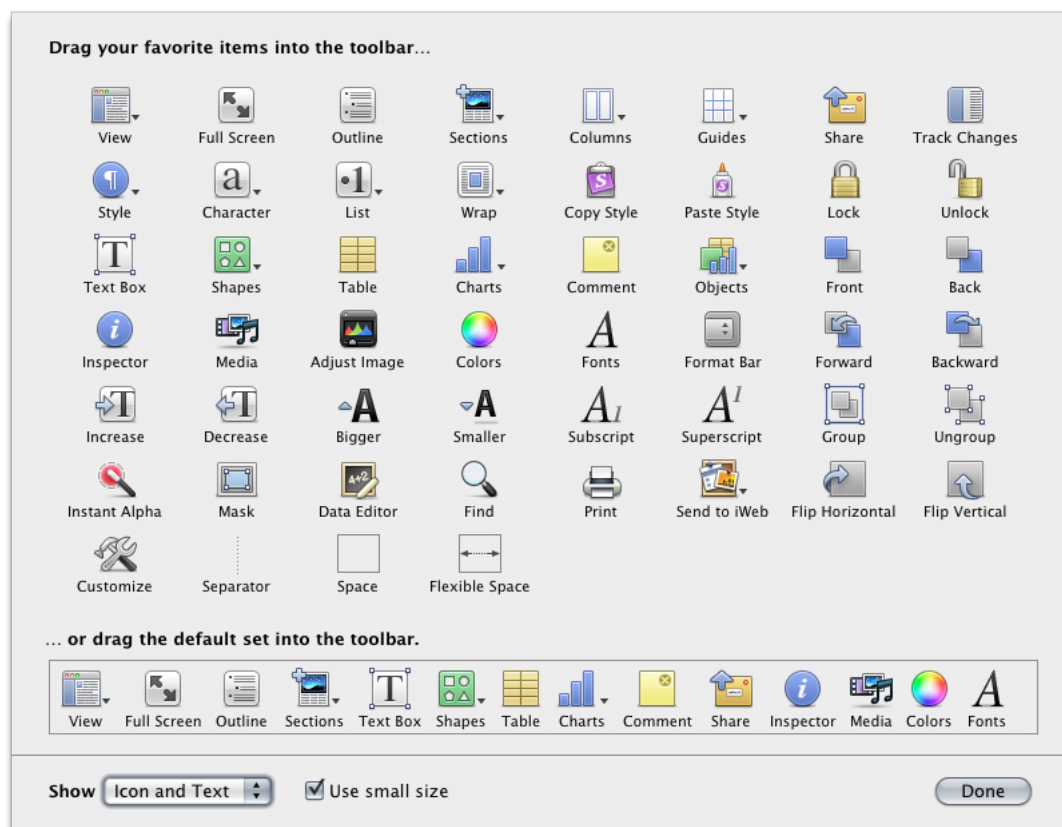 Drag your favorite items into the toolbar...
View Full Screen Outline Sections Columns Guides Share Track Changes
Style Character List Wrap Copy Style Paste Style Lock Unlock
Text Box Shapes Table Charts Comment Objects Front Back
Inspector Media Adjust Image Colors Fonts Format Bar Forward Backward
Increase Decrease Bigger Smaller Subscript Superscript Group Ungroup
Instant Alpha Mask Data Editor Find Print Send to iWeb Flip Horizontal Flip Vertical
Customize Separator Space Flexible Space
... or drag the default set into the toolbar.
View Full Screen Outline Sections Text Box Shapes Table Charts Comment Share Inspector Media Colors Fonts
Show Icon and Text Use small size Done